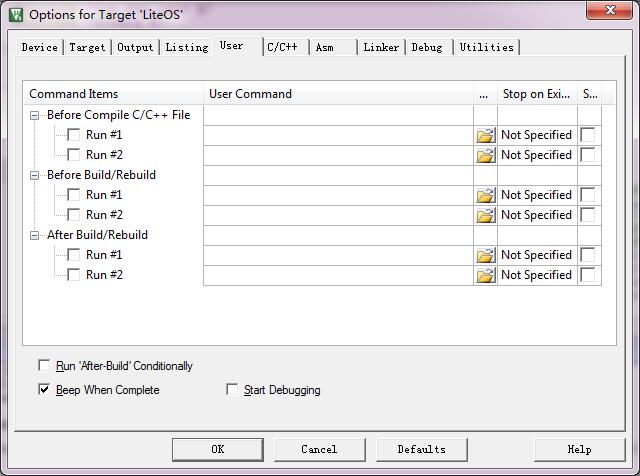 Options for Target 'LiteOS'
Device Target Output Listing User C/C++ Asm Linker Debug Utilities
Command Items User Command ... Stop on Exi... S...
Before Compile C/C++ File
Run #1 Not Specified
Run #2 Not Specified
Before Build/Rebuild
Run #1 Not Specified
Run #2 Not Specified
After Build/Rebuild
Run #1 Not Specified
Run #2 Not Specified
Run 'After-Build' Conditionally
Beep When Complete Start Debugging
OK Cancel Defaults Help